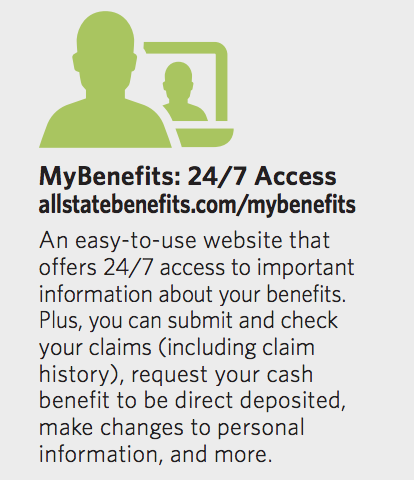 MyBenefits: 24/7 Access
allstatebenefits.com/mybenefits
An easy-to-use website that
offers 24/7 access to important
information about your benefits.
Plus, you can submit and check
your claims (including claim
history), request your cash
benefit to be direct deposited,
make changes to personal
information, and more.